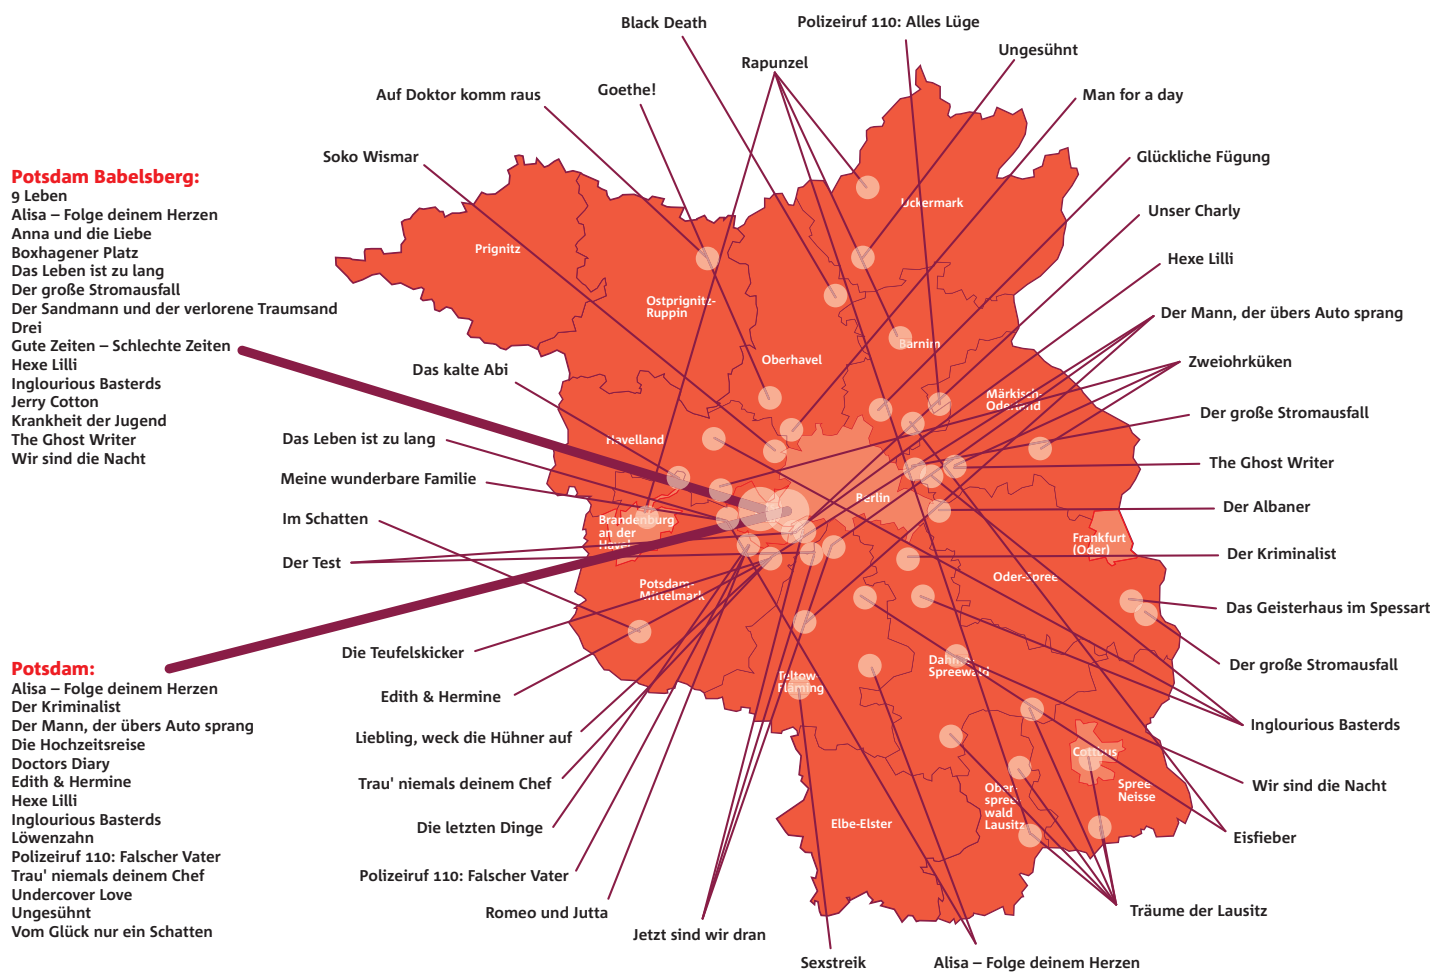 Black Death
Polizeiruf 110: Alles Lüge
Ungesühnt
Rapunzel
Goethe!
Auf Doktor komm raus
Man for a day
Soko Wismar
Glückliche Fügung
Potsdam Babelsberg:
9 Leben
Alisa – Folge deinem Herzen
Anna und die Liebe
Boxhagener Platz
Das Leben ist zu lang
Der große Stromausfall
Der Sandmann und der verlorene Traumsand
Drei
Gute Zeiten – Schlechte Zeiten
Hexe Lilli
Inglourious Basterds
Jerry Cotton
Krankheit der Jugend
The Ghost Writer
Wir sind die Nacht
Unser Charly
Hexe Lilli
Der Mann, der übers Auto sprang
Zweiohrküken
Der große Stromausfall
The Ghost Writer
Der Albaner
Der Kriminalist
Das Geisterhaus im Spessart
Der große Stromausfall
Inglourious Basterds
Wir sind die Nacht
Eisfieber
Träume der Lausitz
Das kalte Abi
Das Leben ist zu lang
Meine wunderbare Familie
Im Schatten
Der Test
Die Teufelskicker
Edith & Hermine
Liebling, weck die Hühner auf
Trau' niemals deinem Chef
Die letzten Dinge
Polizeiruf 110: Falscher Vater
Romeo und Jutta
Jetzt sind wir dran
Sexstreik
Alisa – Folge deinem Herzen
Potsdam:
Alisa – Folge deinem Herzen
Der Kriminalist
Der Mann, der übers Auto sprang
Die Hochzeitsreise
Doctors Diary
Edith & Hermine
Hexe Lilli
Inglourious Basterds
Löwenzahn
Polizeiruf 110: Falscher Vater
Trau' niemals deinem Chef
Undercover Love
Ungesühnt
Vom Glück nur ein Schatten
Prignitz
Ostprignitz-
Ruppin
Uckermark
Oberhavel
Barnim
Märkisch-
Oderland
Havelland
Berlin
Brandenburg
an der
Havel
Frankfurt
(Oder)
Potsdam-
Mittelmark
Oder-Spree
Teltow-
Fläming
Dahme-
Spreewald
Cottbus
Spree
Neisse
Ober-
spree
wald
Lausitz
Elbe-Elster